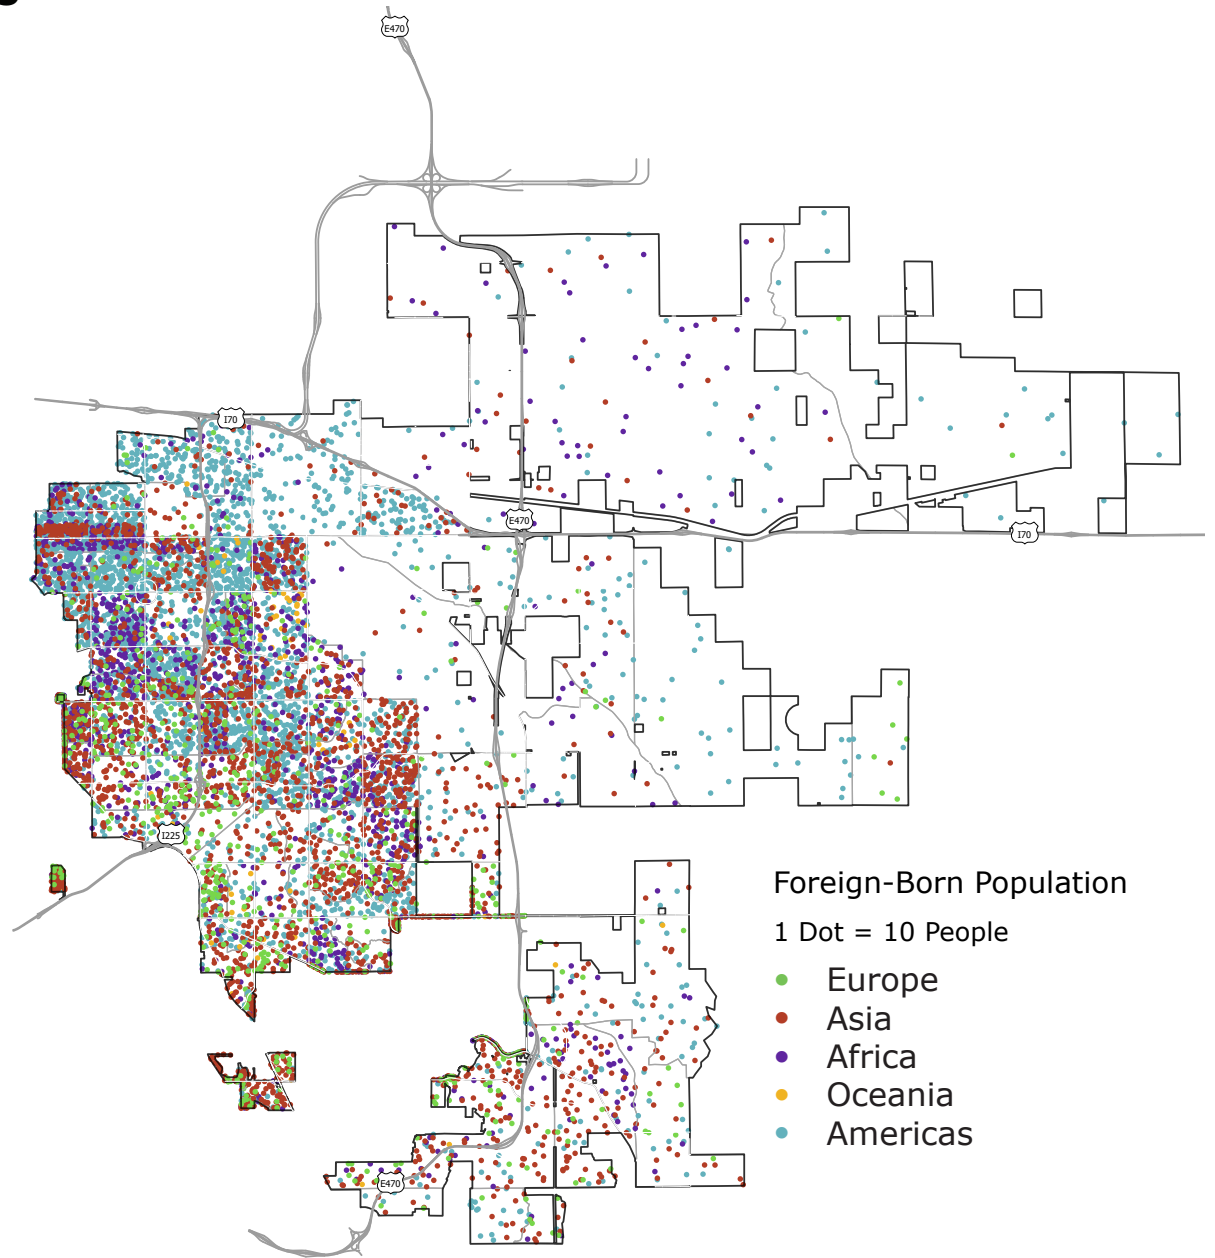 E470
I70
E470
I70
I225
E470
Foreign-Born Population
1 Dot = 10 People
Europe
Asia
Africa
Oceania
Americas